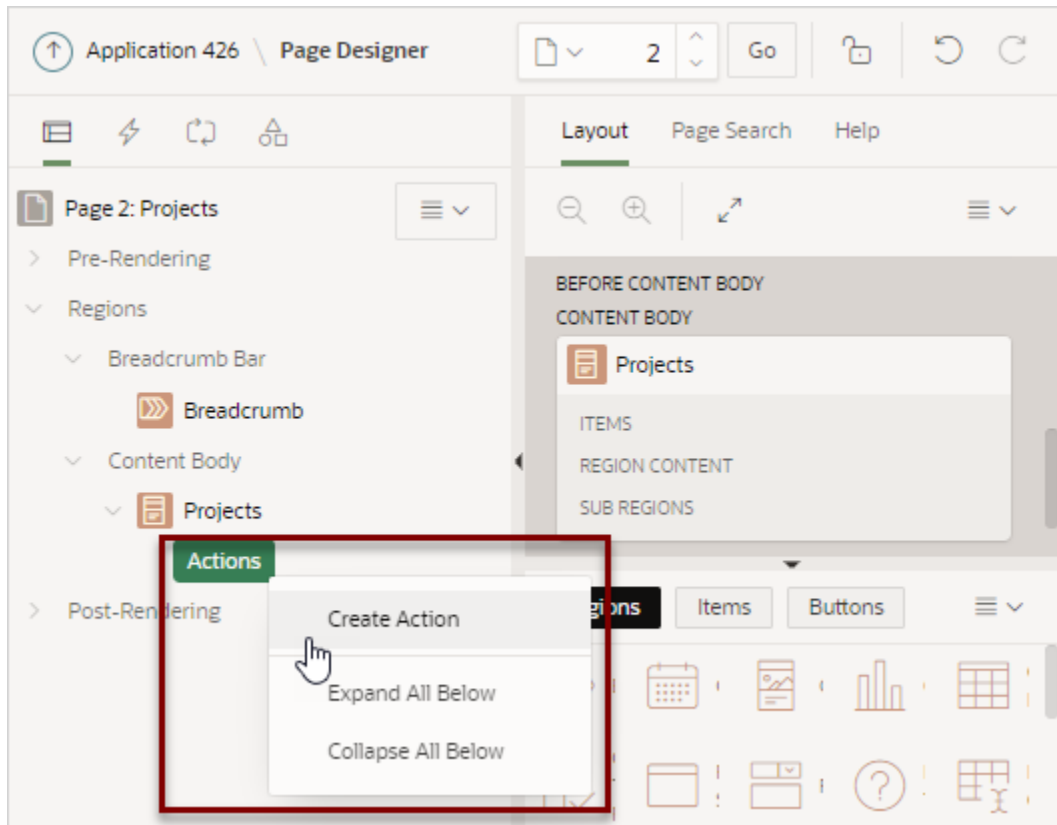 Application 426 \ Page Designer
2
Go
Layout
Page Search
Help
Page 2: Projects
Pre-Rendering
Regions
Breadcrumb Bar
Breadcrumb
Content Body
Projects
Actions
Post-Rendering
Create Action
Expand All Below
Collapse All Below
BEFORE CONTENT BODY
CONTENT BODY
Projects
ITEMS
REGION CONTENT
SUB REGIONS
Items
Buttons